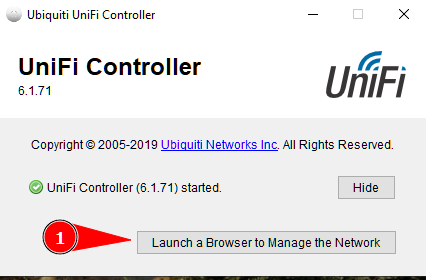 Ubiquiti UniFi Controller
UniFi Controller
6.1.71
UniFi
Copyright © 2005-2019 Ubiquiti Networks Inc. All Rights Reserved.
UniFi Controller (6.1.71) started.
Hide
1
Launch a Browser to Manage the Network